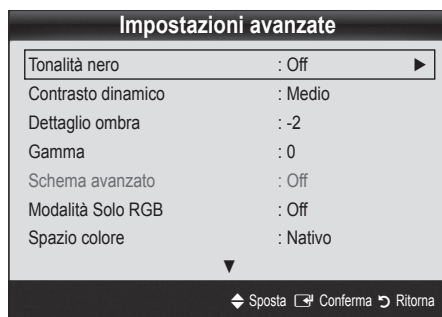 Impostazioni avanzate
Tonalità nero : Off ▶
Contrasto dinamico : Medio
Dettaglio ombra : -2
Gamma : 0
Schema avanzato : Off
Modalità Solo RGB : Off
Spazio colore : Nativo
▼
Sposta Conferma Ritorna